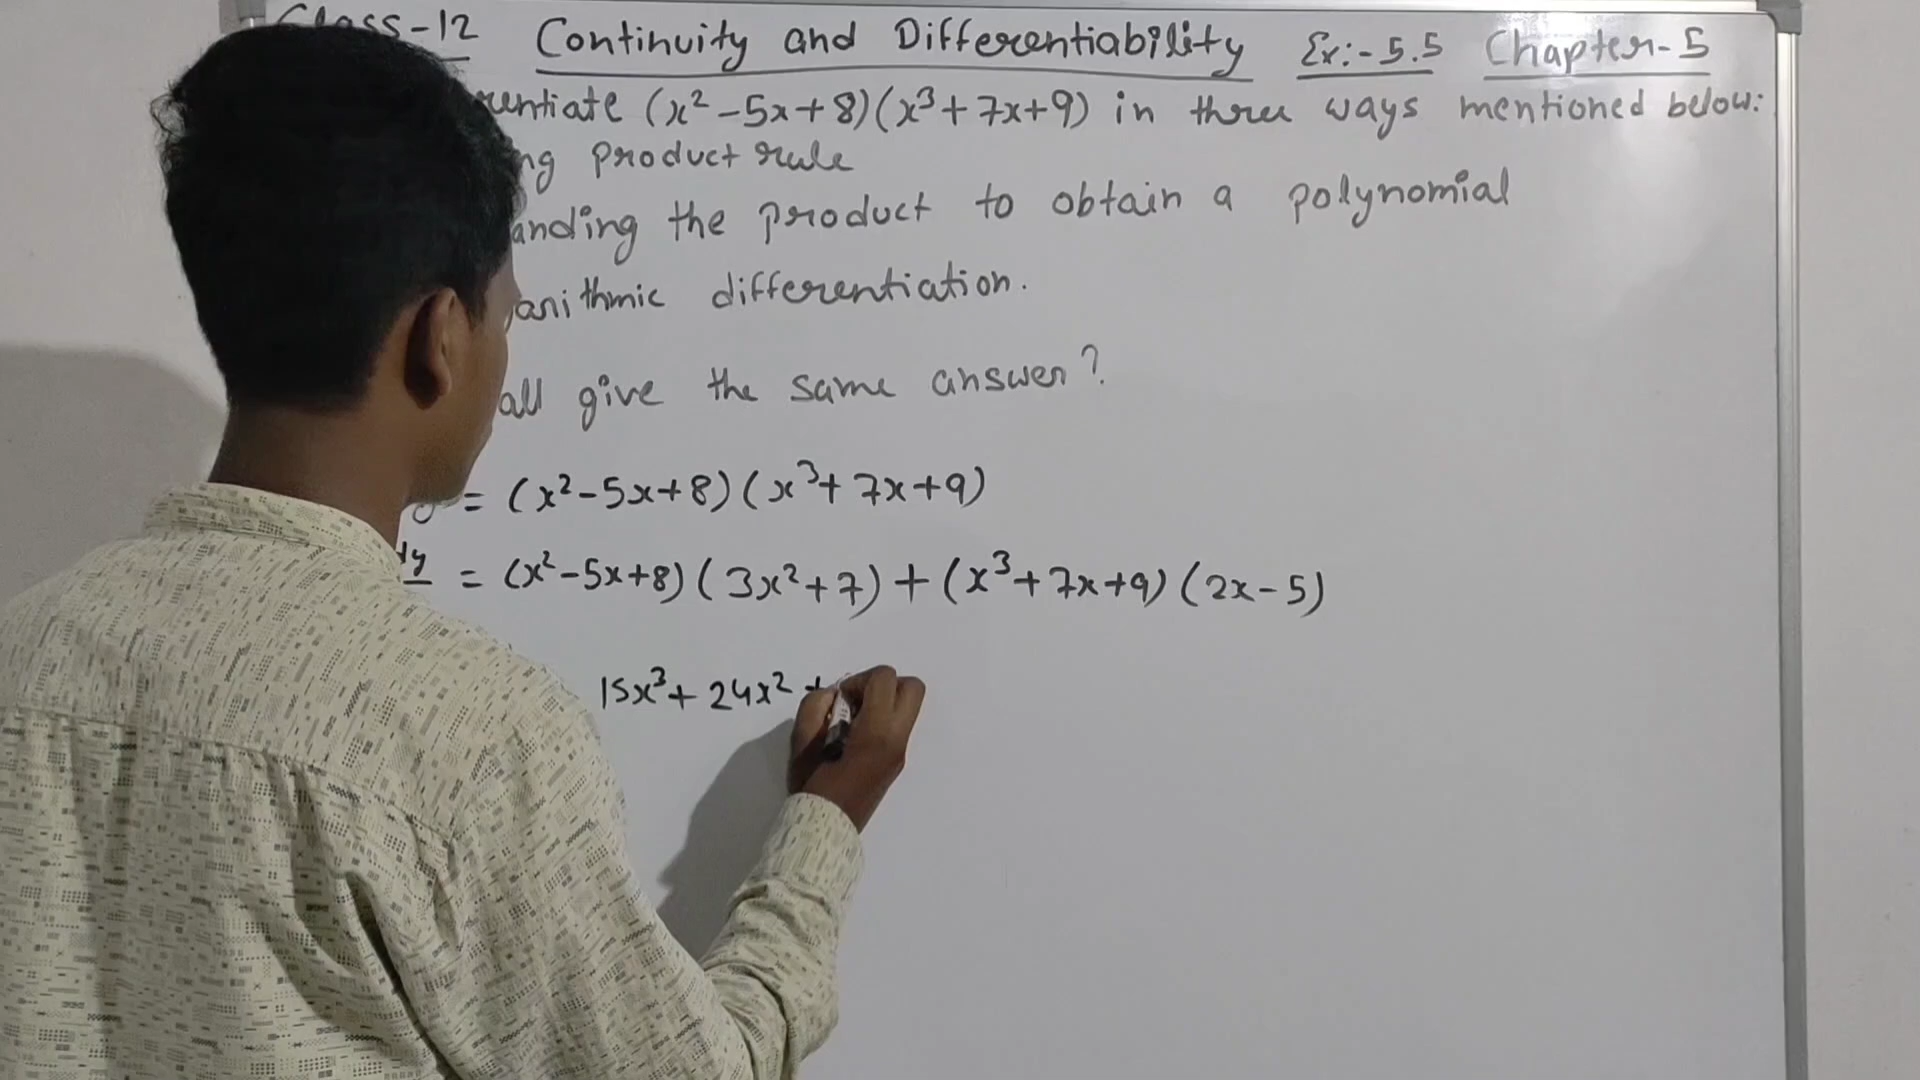 Class-12 Continuity and Differentiability Ex:-5.5 Chapter-5
rentiate (x²-5x+8)(x³+7x+9) in three ways mentioned below:
ng product rule
anding the product to obtain a polynomial
arithmic differentiation.
all give the same answer?
y = (x²-5x+8)(x³+7x+9)
dy = (x²-5x+8)(3x²+7)+(x³+7x+9)(2x-5)
15x³+24x²+